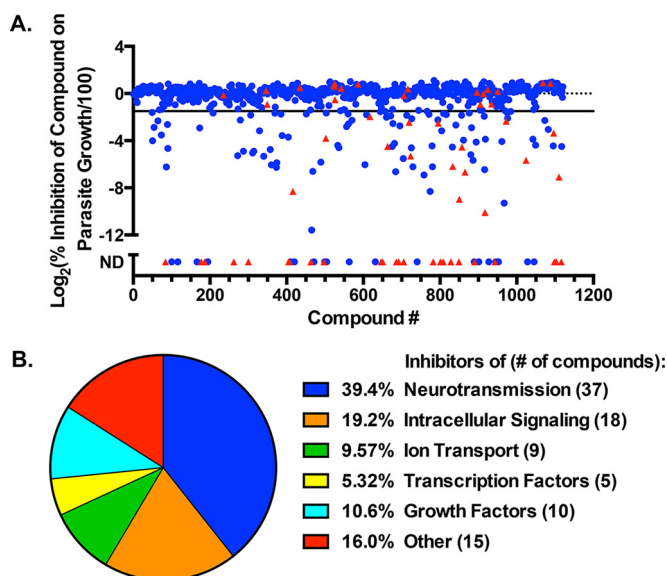 A.
Log2(% Inhibition of Compound on
Parasite Growth/100)
4
0
-4
-8
-12
ND
0 200 400 600 800 1000 1200
Compound #
B.
Inhibitors of (# of compounds):
39.4% Neurotransmission (37)
19.2% Intracellular Signaling (18)
9.57% Ion Transport (9)
5.32% Transcription Factors (5)
10.6% Growth Factors (10)
16.0% Other (15)